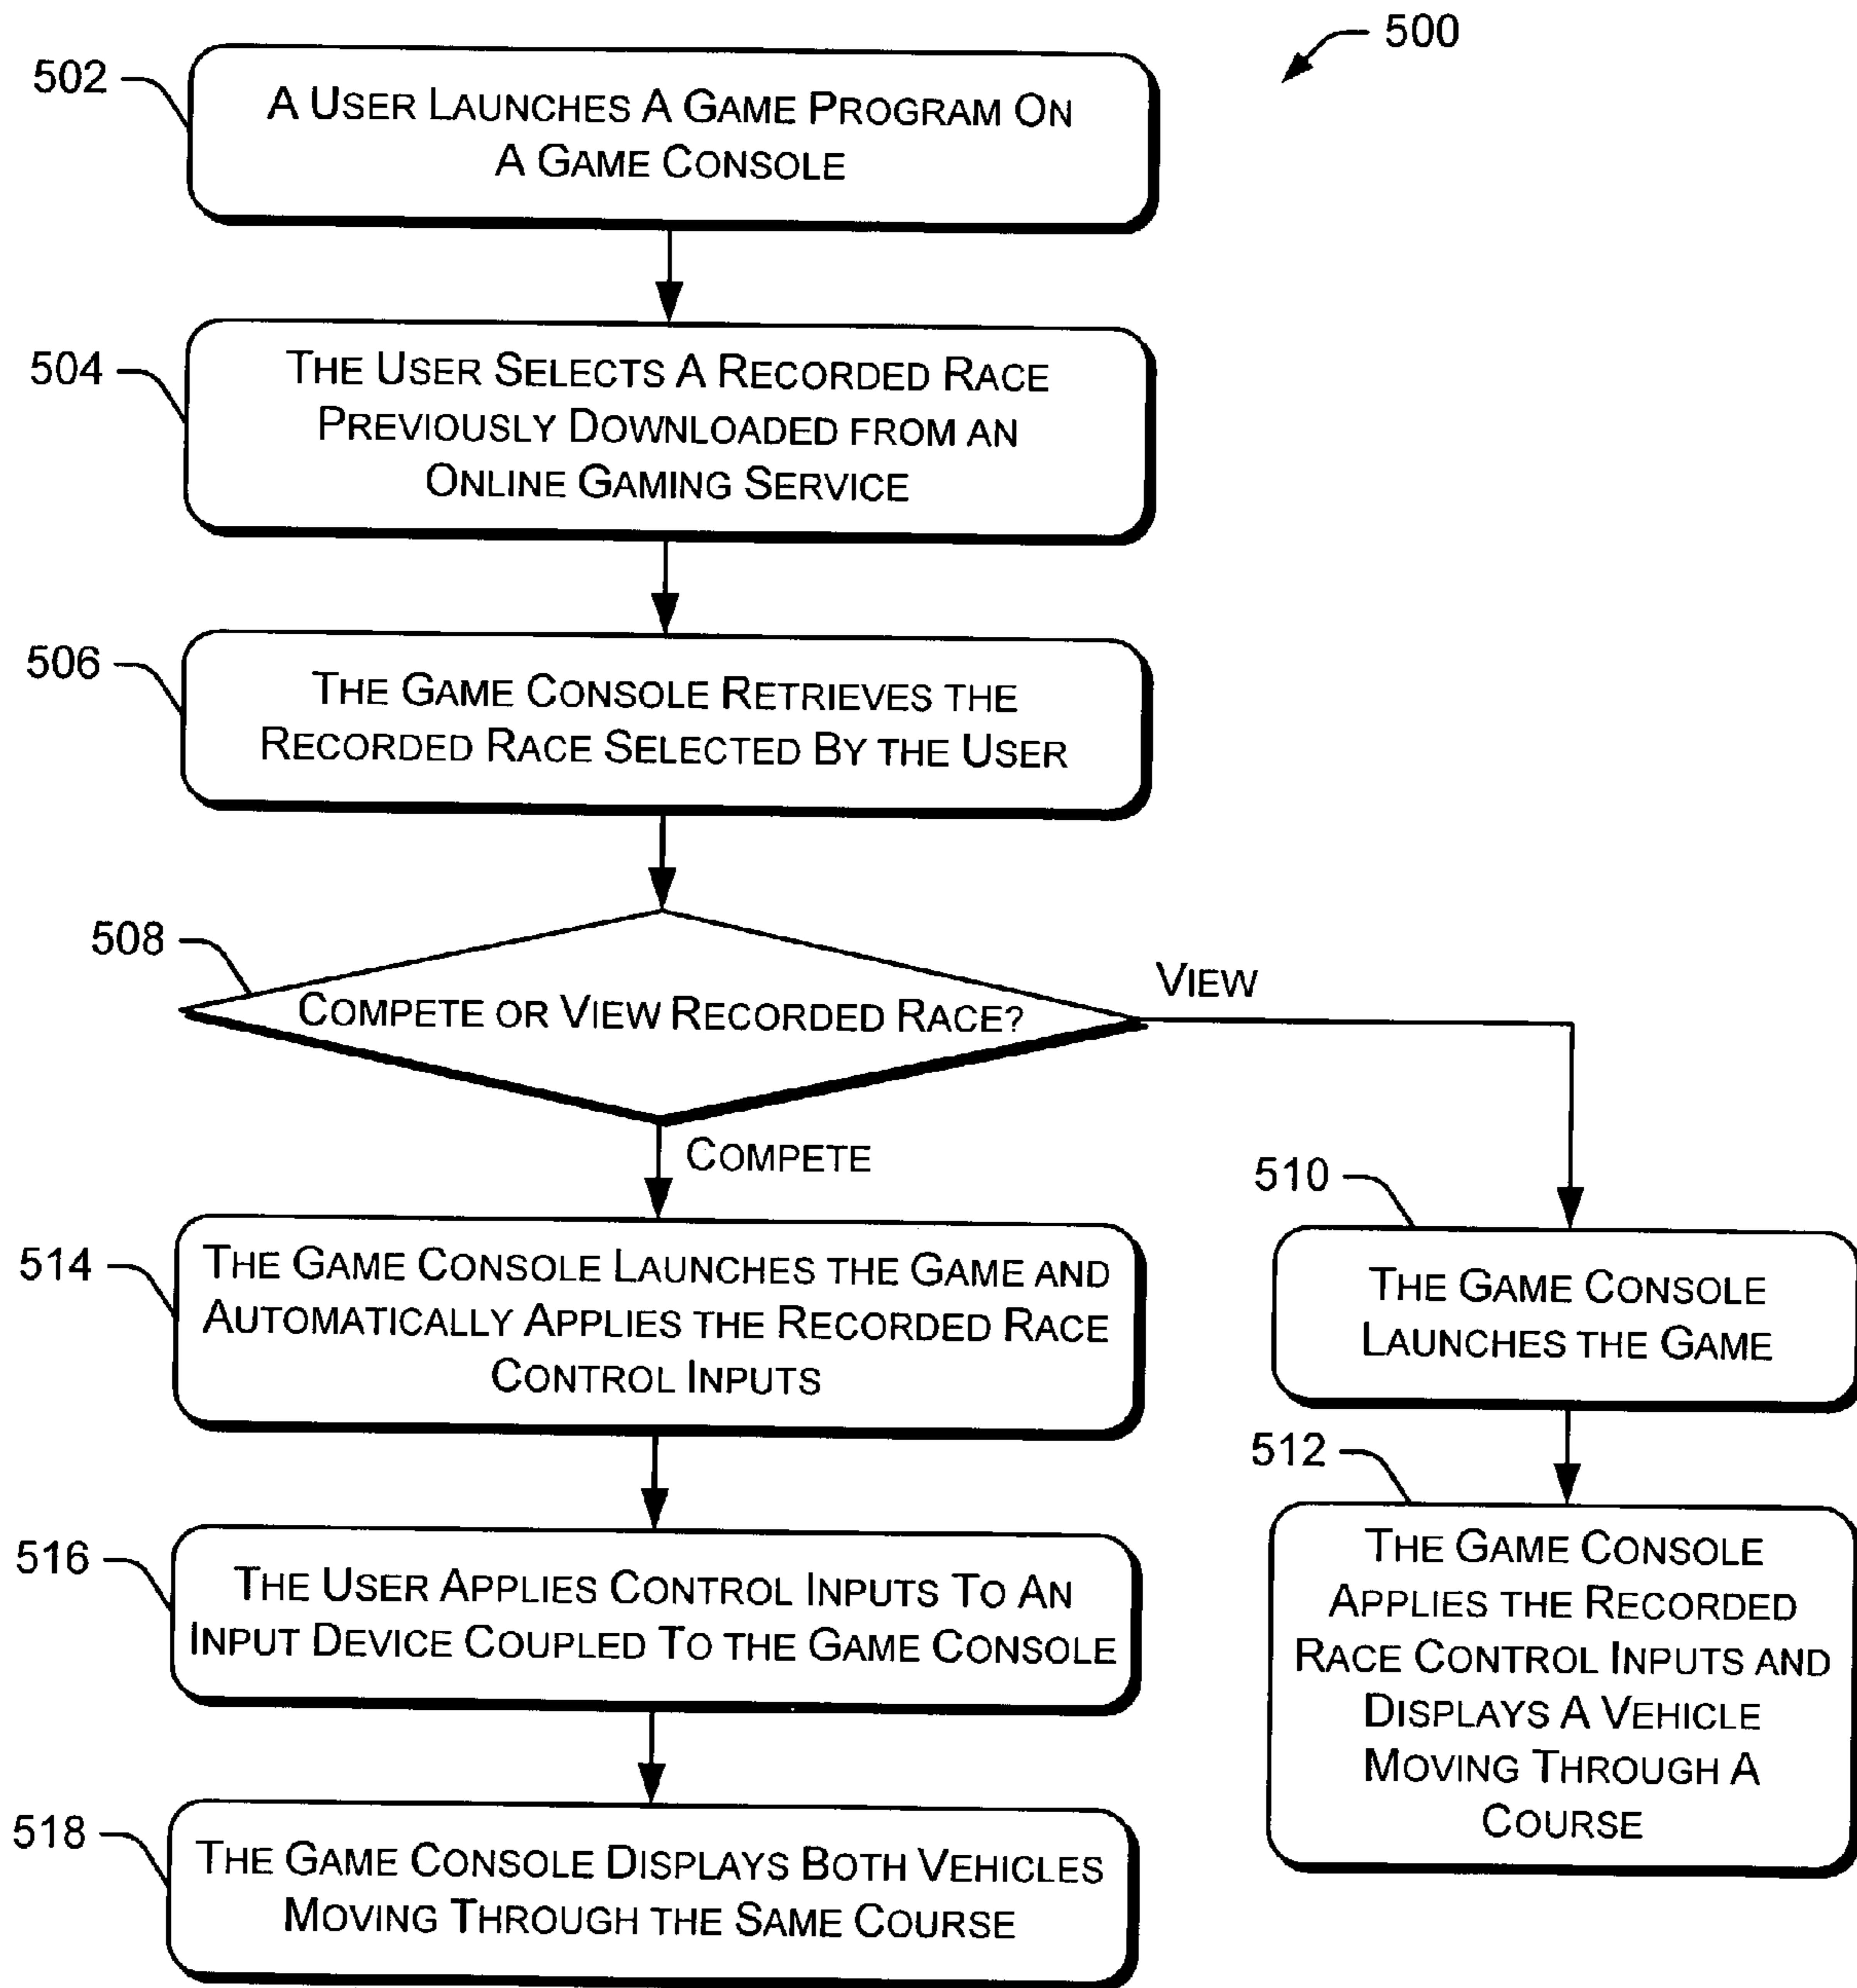 500
502
A USER LAUNCHES A GAME PROGRAM ON
A GAME CONSOLE
504
THE USER SELECTS A RECORDED RACE
PREVIOUSLY DOWNLOADED FROM AN
ONLINE GAMING SERVICE
506
THE GAME CONSOLE RETRIEVES THE
RECORDED RACE SELECTED BY THE USER
508
COMPETE OR VIEW RECORDED RACE?
VIEW
COMPETE
510
THE GAME CONSOLE
LAUNCHES THE GAME
512
THE GAME CONSOLE
APPLIES THE RECORDED
RACE CONTROL INPUTS AND
DISPLAYS A VEHICLE
MOVING THROUGH A
COURSE
514
THE GAME CONSOLE LAUNCHES THE GAME AND
AUTOMATICALLY APPLIES THE RECORDED RACE
CONTROL INPUTS
516
THE USER APPLIES CONTROL INPUTS TO AN
INPUT DEVICE COUPLED TO THE GAME CONSOLE
518
THE GAME CONSOLE DISPLAYS BOTH VEHICLES
MOVING THROUGH THE SAME COURSE